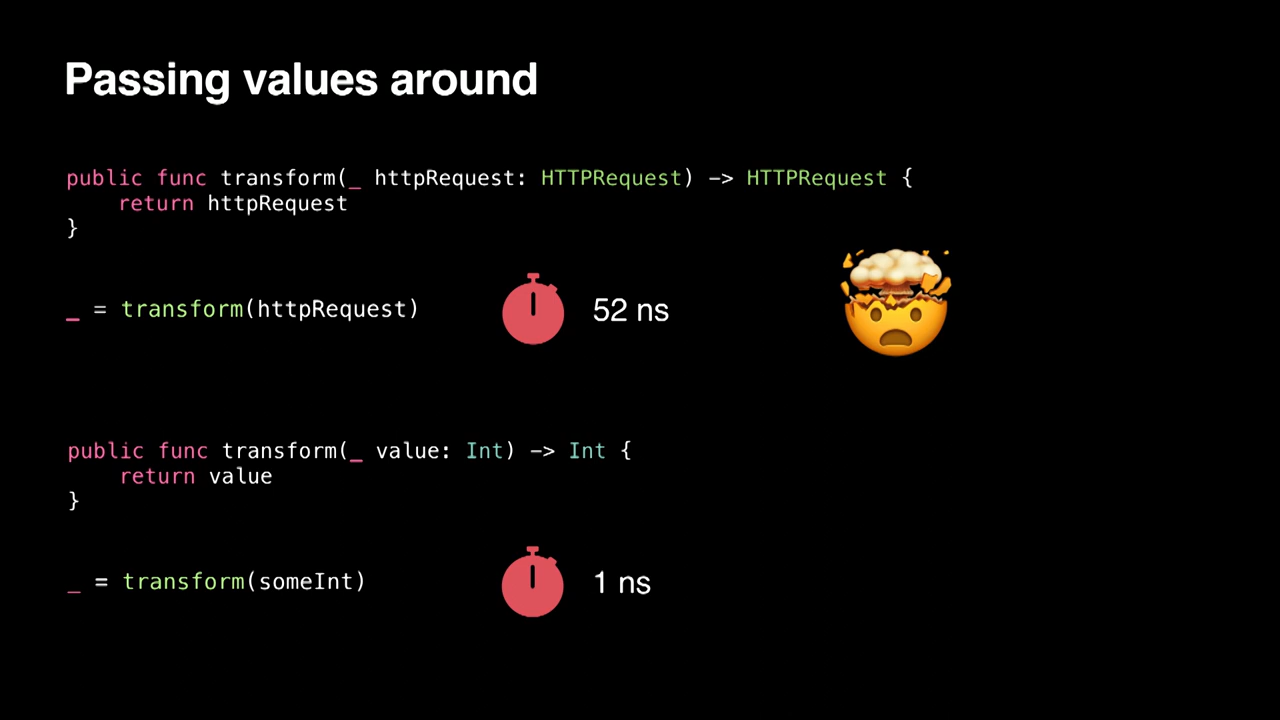 Passing values around
public func transform(_ httpRequest: HTTPRequest) -> HTTPRequest {
    return httpRequest
}
_ = transform(httpRequest)
52 ns
public func transform(_ value: Int) -> Int {
    return value
}
_ = transform(someInt)
1 ns